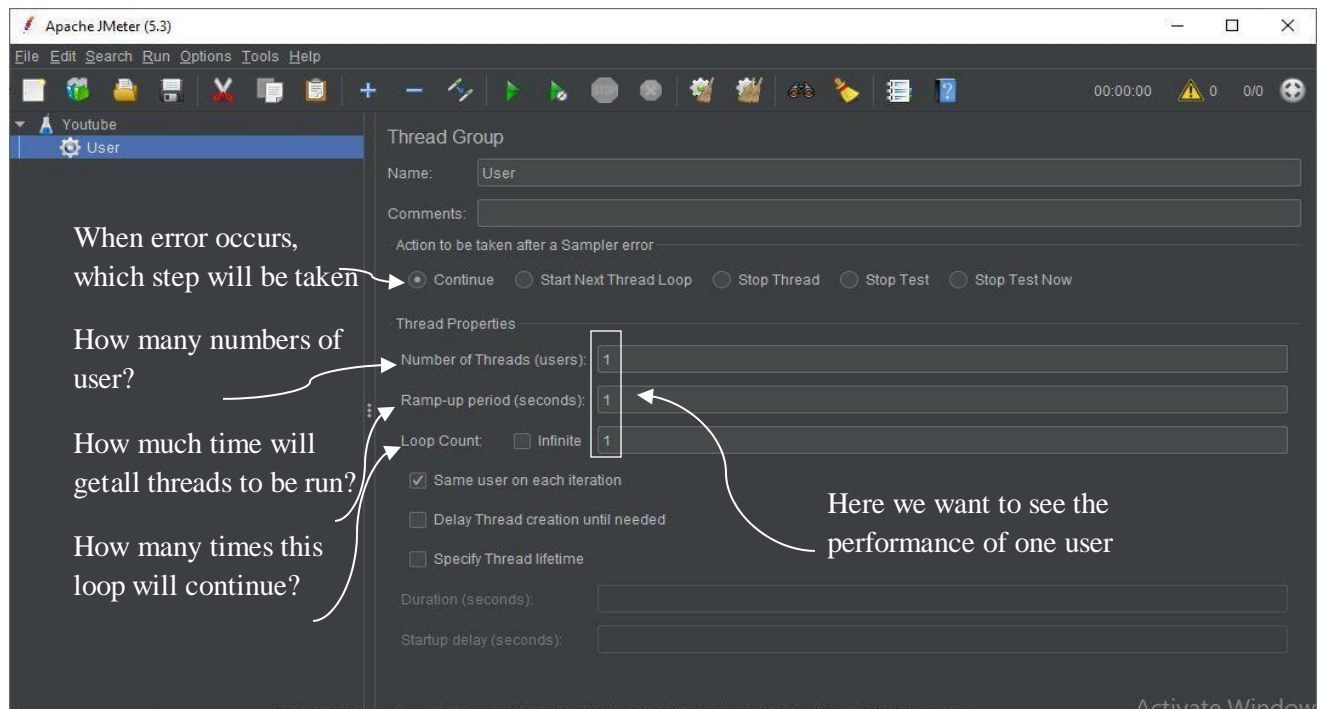 Apache JMeter (5.3)
File Edit Search Run Options Tools Help
STOP
00:00:00 0 0/0
Youtube
User
Thread Group
Name: User
Comments:
Action to be taken after a Sampler error
Continue Start Next Thread Loop Stop Thread Stop Test Stop Test Now
Thread Properties
Number of Threads (users): 1
Ramp-up period (seconds): 1
Loop Count: Infinite 1
Same user on each iteration
Delay Thread creation until needed
Specify Thread lifetime
Duration (seconds):
Startup delay (seconds):
When error occurs,
which step will be taken
How many numbers of
user?
How much time will
getall threads to be run?
How many times this
loop will continue?
Here we want to see the
performance of one user
Activate Window